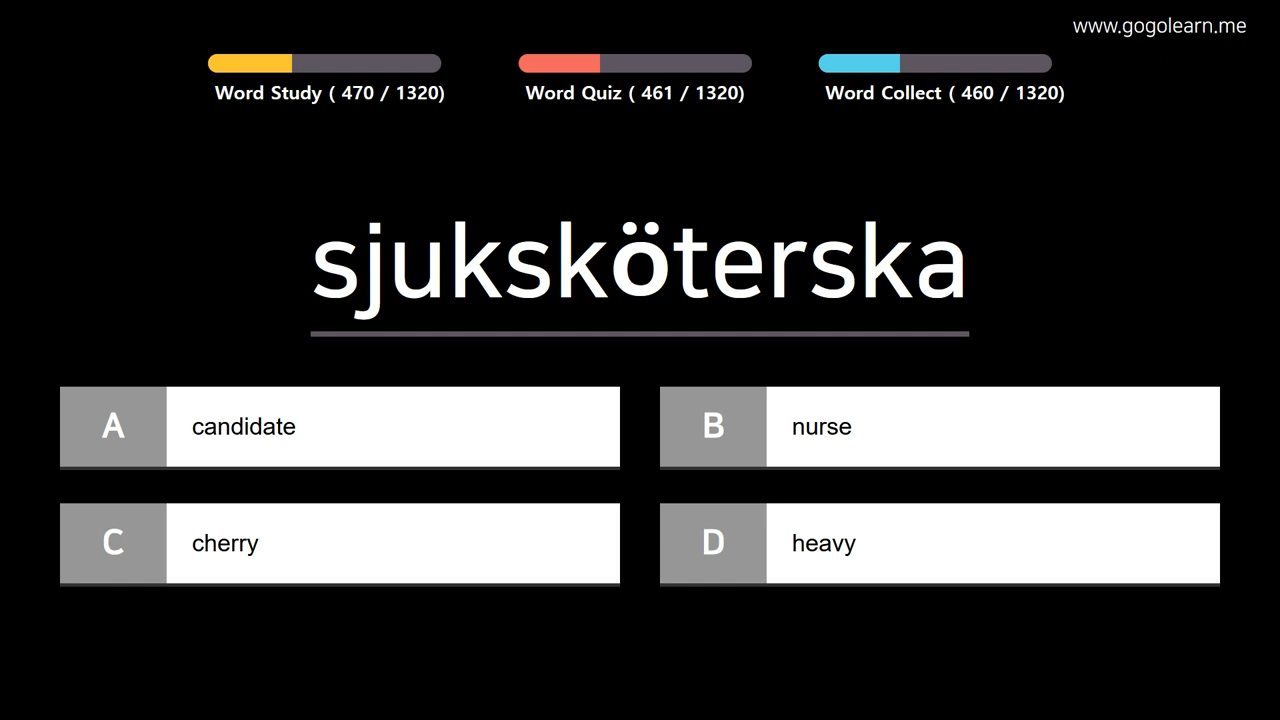 www.gogolearn.me
Word Study ( 470 / 1320)
Word Quiz ( 461 / 1320)
Word Collect ( 460 / 1320)
sjuksköterska
A candidate
B nurse
C cherry
D heavy